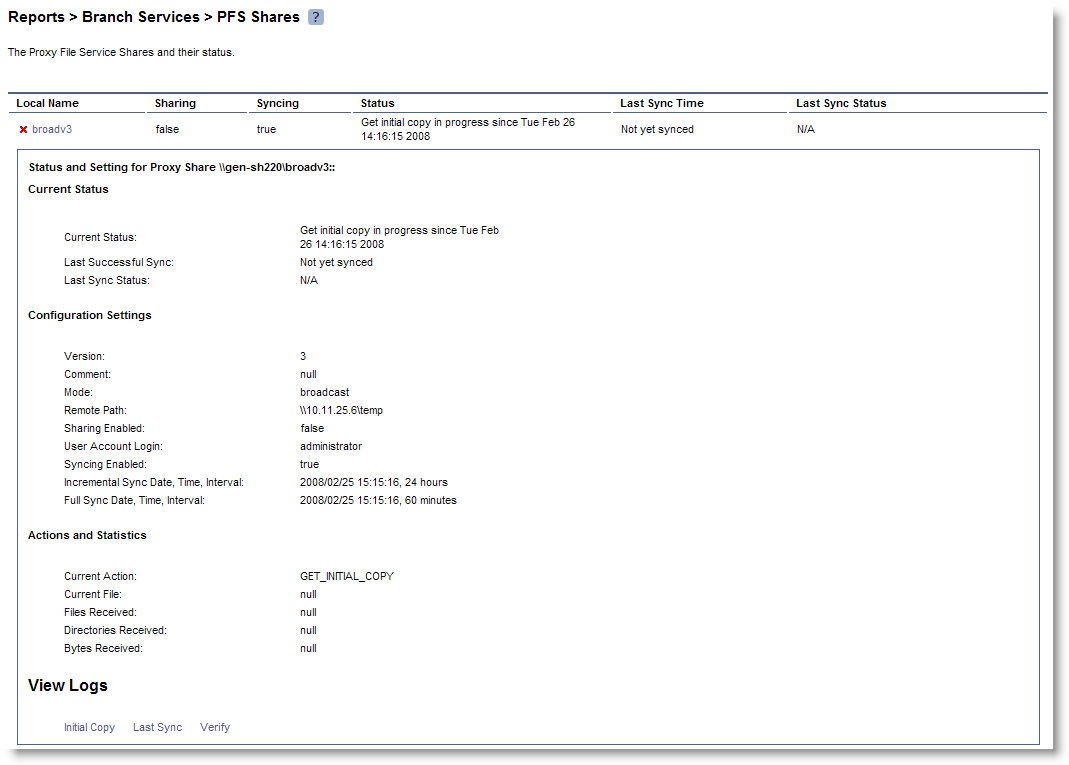 Reports > Branch Services > PFS Shares ?
The Proxy File Service Shares and their status.
Local Name Sharing Syncing Status Last Sync Time Last Sync Status
broadv3 false true Get initial copy in progress since Tue Feb 26 Not yet synced N/A
14:16:15 2008
Status and Setting for Proxy Share \\gen-sh220\broadv3::
Current Status
Current Status: Get initial copy in progress since Tue Feb
26 14:16:15 2008
Last Successful Sync: Not yet synced
Last Sync Status: N/A
Configuration Settings
Version: 3
Comment: null
Mode: broadcast
Remote Path: \\10.11.25.6\temp
Sharing Enabled: false
User Account Login: administrator
Syncing Enabled: true
Incremental Sync Date, Time, Interval: 2008/02/25 15:15:16, 24 hours
Full Sync Date, Time, Interval: 2008/02/25 15:15:16, 60 minutes
Actions and Statistics
Current Action: GET_INITIAL_COPY
Current File: null
Files Received: null
Directories Received: null
Bytes Received: null
View Logs
Initial Copy Last Sync Verify